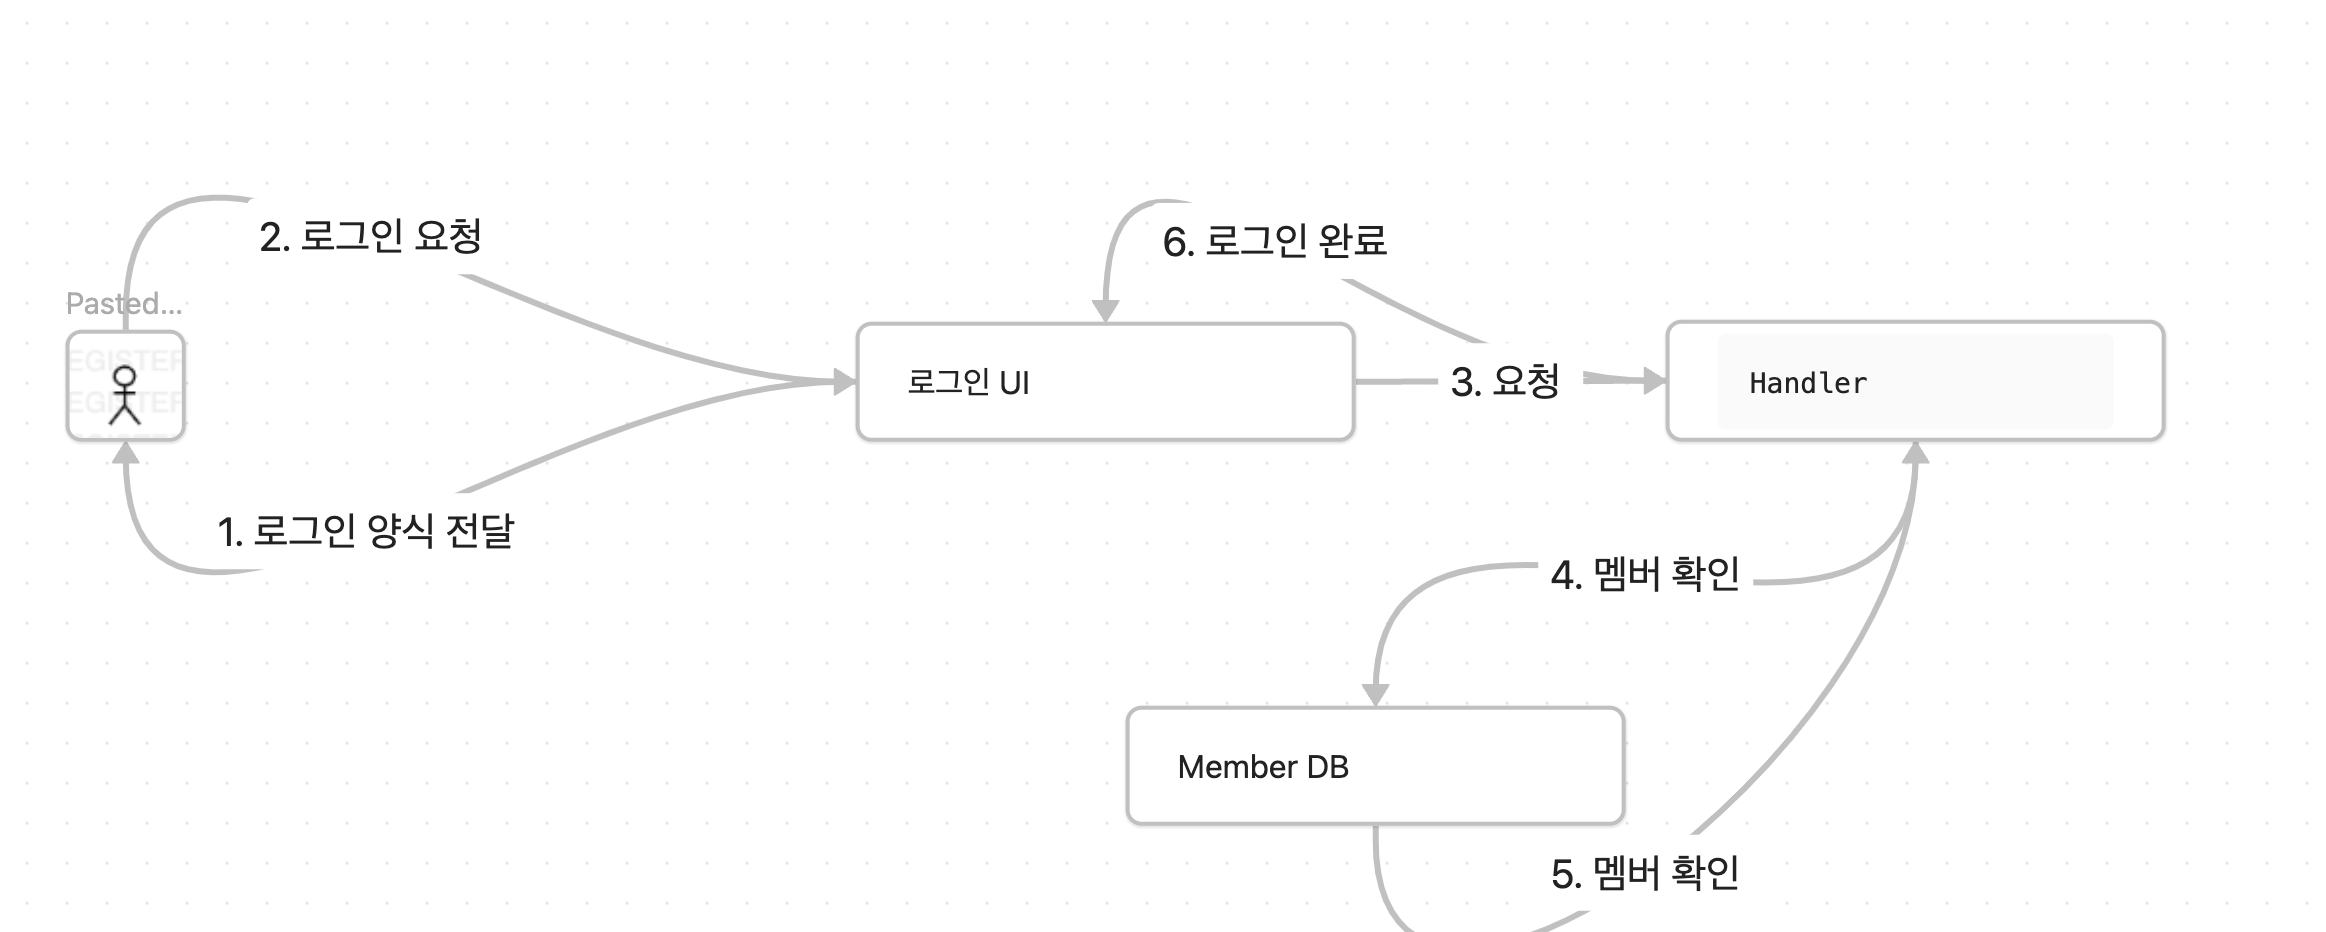 2. 로그인 요청
6. 로그인 완료
Pasted...
로그인 UI
3. 요청
Handler
1. 로그인 양식 전달
4. 멤버 확인
Member DB
5. 멤버 확인